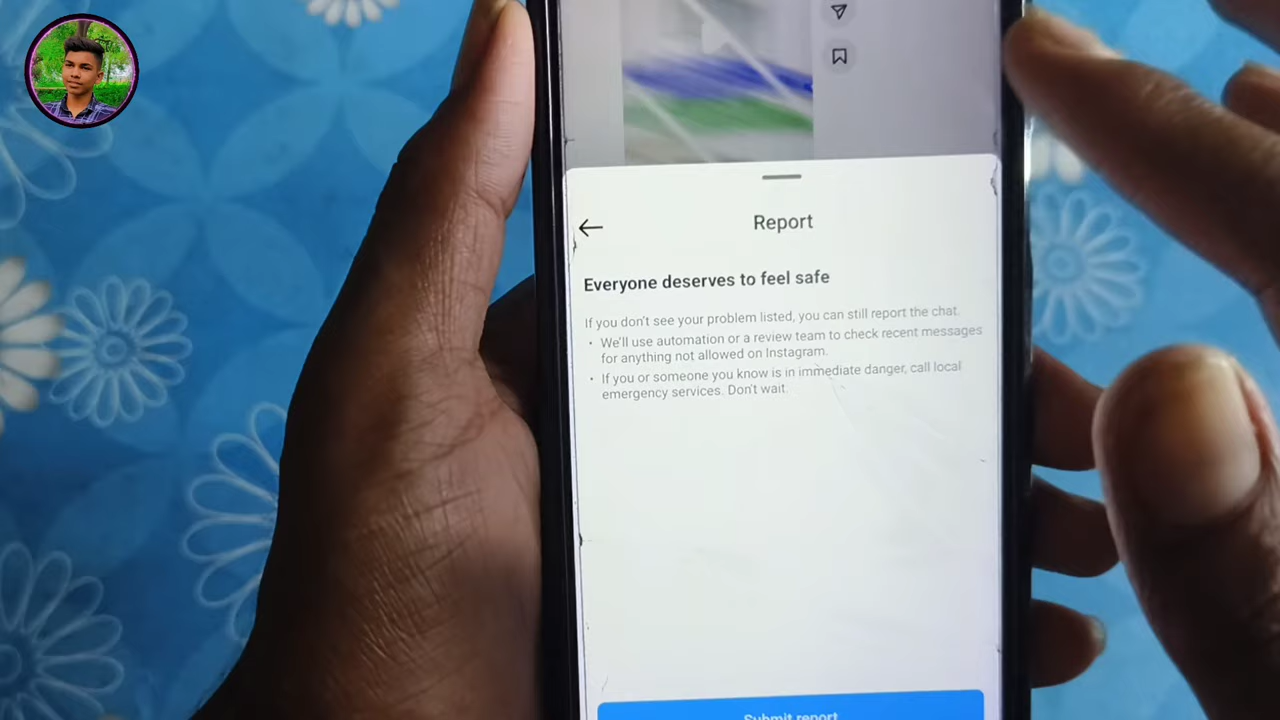 Report
Everyone deserves to feel safe
If you don't see your problem listed, you can still report the chat.
• We'll use automation or a review team to check recent messages
for anything not allowed on Instagram.
• If you or someone you know is in immediate danger, call local
emergency services. Don't wait.
Submit report